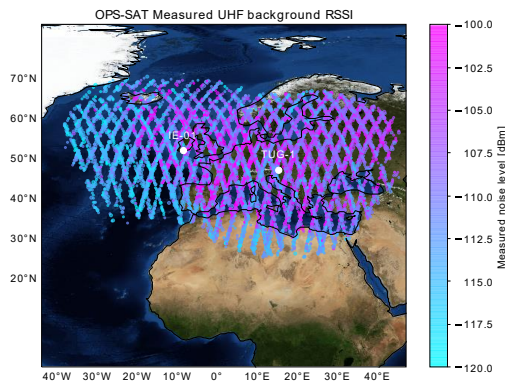 OPS-SAT Measured UHF background RSSI
70°N
60°N
50°N
40°N
30°N
20°N
40°W 30°W 20°W 10°W 0° 10°E 20°E 30°E 40°E
IE-01
TUG-1
−100.0
−102.5
−105.0
−107.5
−110.0
−112.5
−115.0
−117.5
−120.0
Measured noise level [dBm]